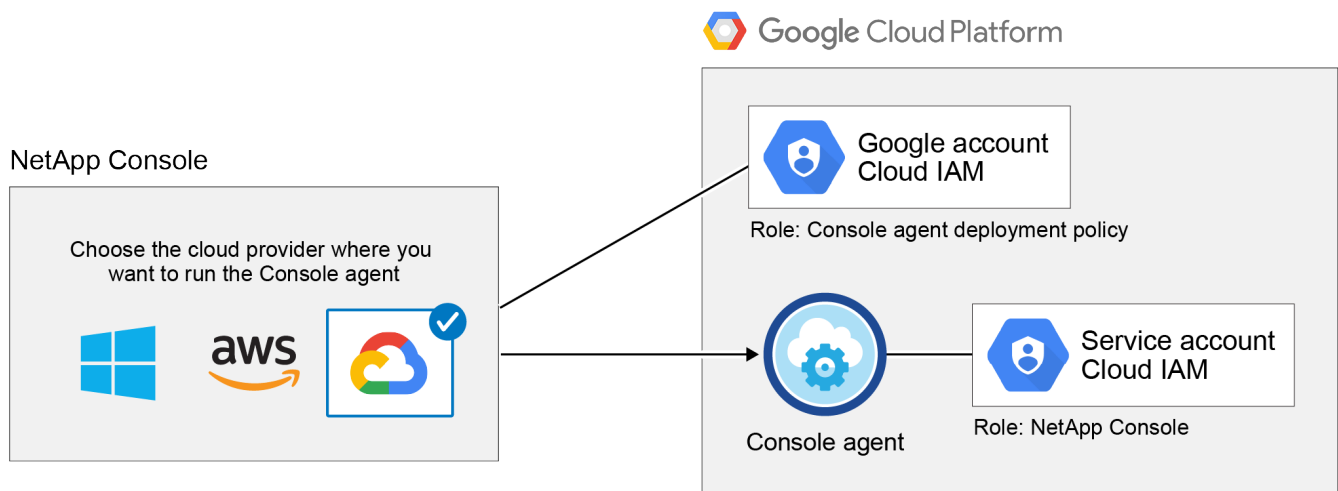 Google Cloud Platform
NetApp Console
Choose the cloud provider where you
want to run the Console agent
aws
Google account
Cloud IAM
Role: Console agent deployment policy
Console agent
Service account
Cloud IAM
Role: NetApp Console